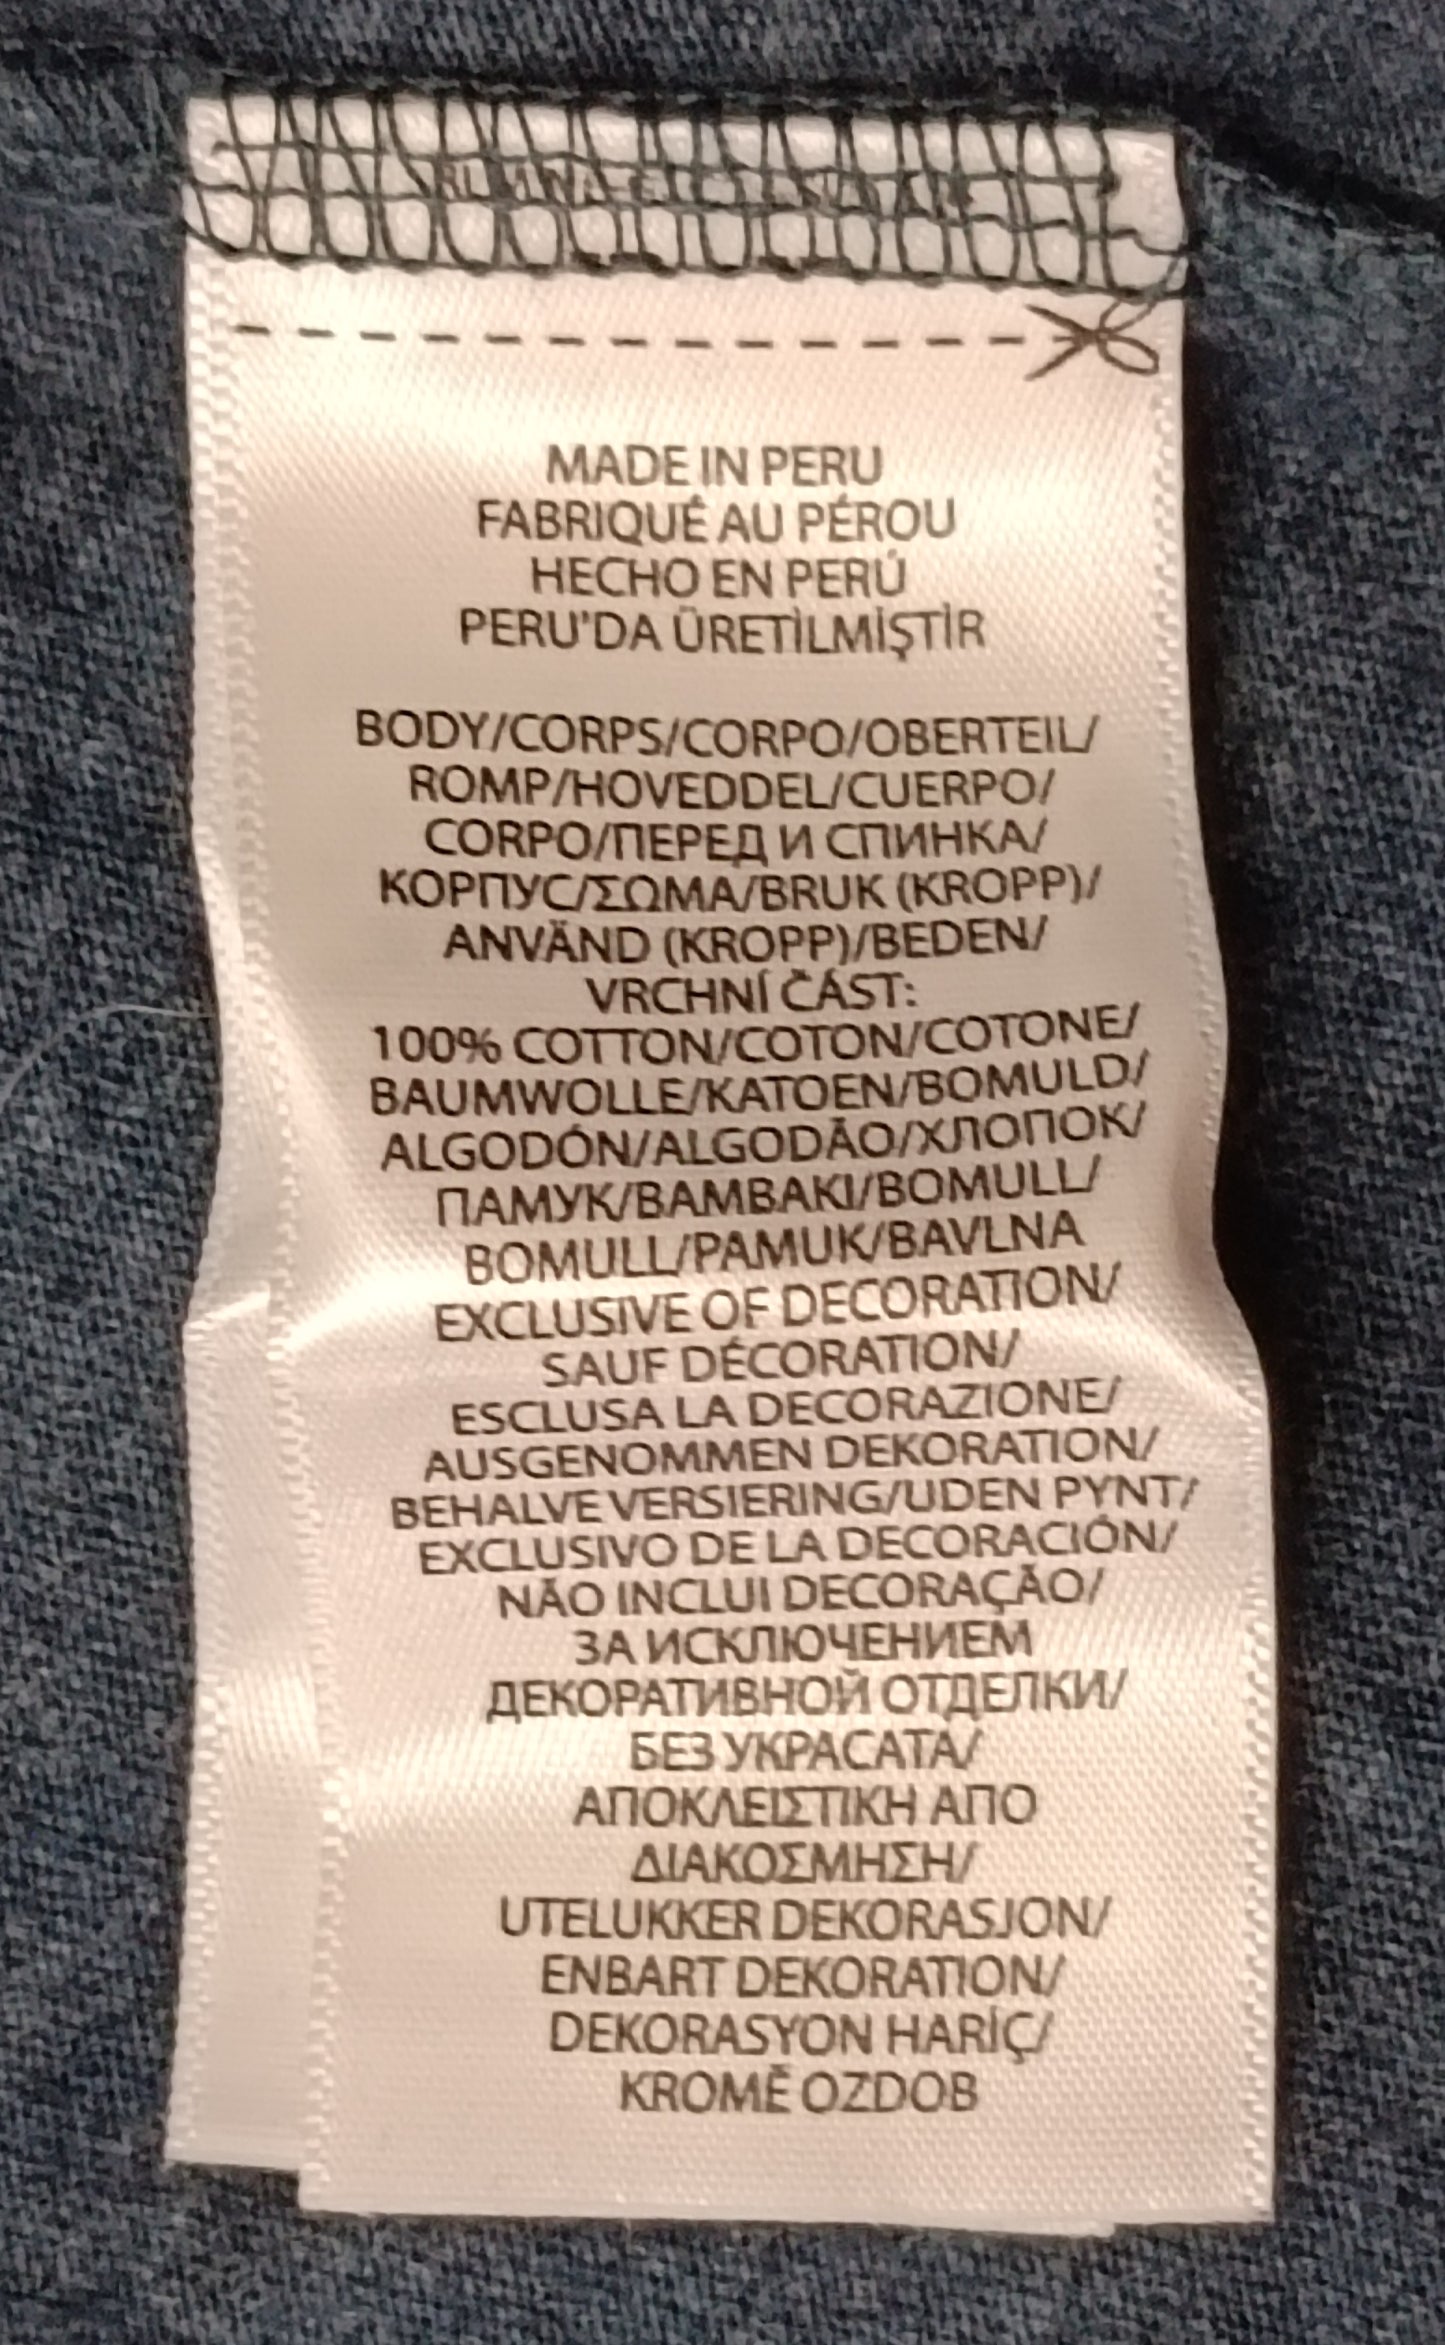 MADE IN PERU
FABRIQUÉ AU PÉROU
HECHO EN PERÚ
PERU'DA ÜRETİLMİŞTİR
BODY/CORPS/CORPO/OBERTEIL/
ROMP/HOVEDDEL/CUERPO/
CORPO/ПЕРЕД И СПИНКА/
КОРПУС/ΣΩΜΑ/BRUK (KROPP)/
ANVÄND (KROPP)/BEDEN/
VRCHNÍ ČÁST:
100% COTTON/COTON/COTONE/
BAUMWOLLE/KATOEN/BOMULD/
ALGODÓN/ALGODÃO/ХЛОПОК/
ПАМУК/ΒΑΜΒΑΚΙ/BOMULL/
BOMULL/PAMUK/BAVLNA
EXCLUSIVE OF DECORATION/
SAUF DÉCORATION/
ESCLUSA LA DECORAZIONE/
AUSGENOMMEN DEKORATION/
BEHALVE VERSIERING/UDEN PYNT/
EXCLUSIVO DE LA DECORACIÓN/
NÃO INCLUI DECORAÇÃO/
ЗА ИСКЛЮЧЕНИЕМ
ДЕКОРАТИВНОЙ ОТДЕЛКИ/
БЕЗ УКРАСАТА/
ΑΠΟΚΛΕΙΣΤΙΚΗ ΑΠΟ
ΔΙΑΚΟΣΜΗΣΗ/
UTELUKKER DEKORASJON/
ENBART DEKORATION/
DEKORASYON HARİÇ/
KROMĚ OZDOB